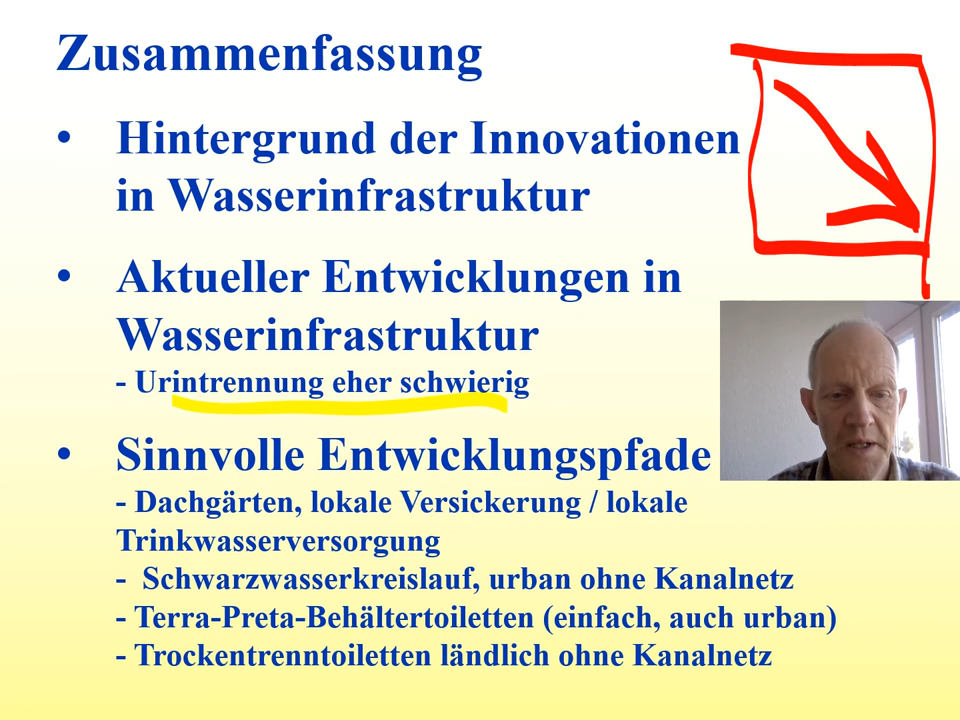 Zusammenfassung
• Hintergrund der Innovationen
in Wasserinfrastruktur
• Aktueller Entwicklungen in
Wasserinfrastruktur
- Urintrennung eher schwierig
• Sinnvolle Entwicklungspfade
- Dachgärten, lokale Versickerung / lokale
Trinkwasserversorgung
- Schwarzwasserkreislauf, urban ohne Kanalnetz
- Terra-Preta-Behältertoiletten (einfach, auch urban)
- Trockentrenntoiletten ländlich ohne Kanalnetz